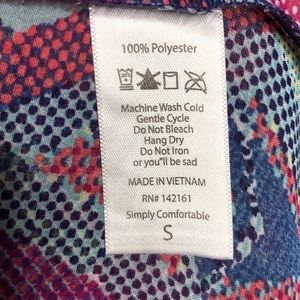 100% Polyester
Machine Wash Cold
Gentle Cycle
Do Not Bleach
Hang Dry
Do Not Iron
or you"ll be sad
MADE IN VIETNAM
RN# 142161
Simply Comfortable
S